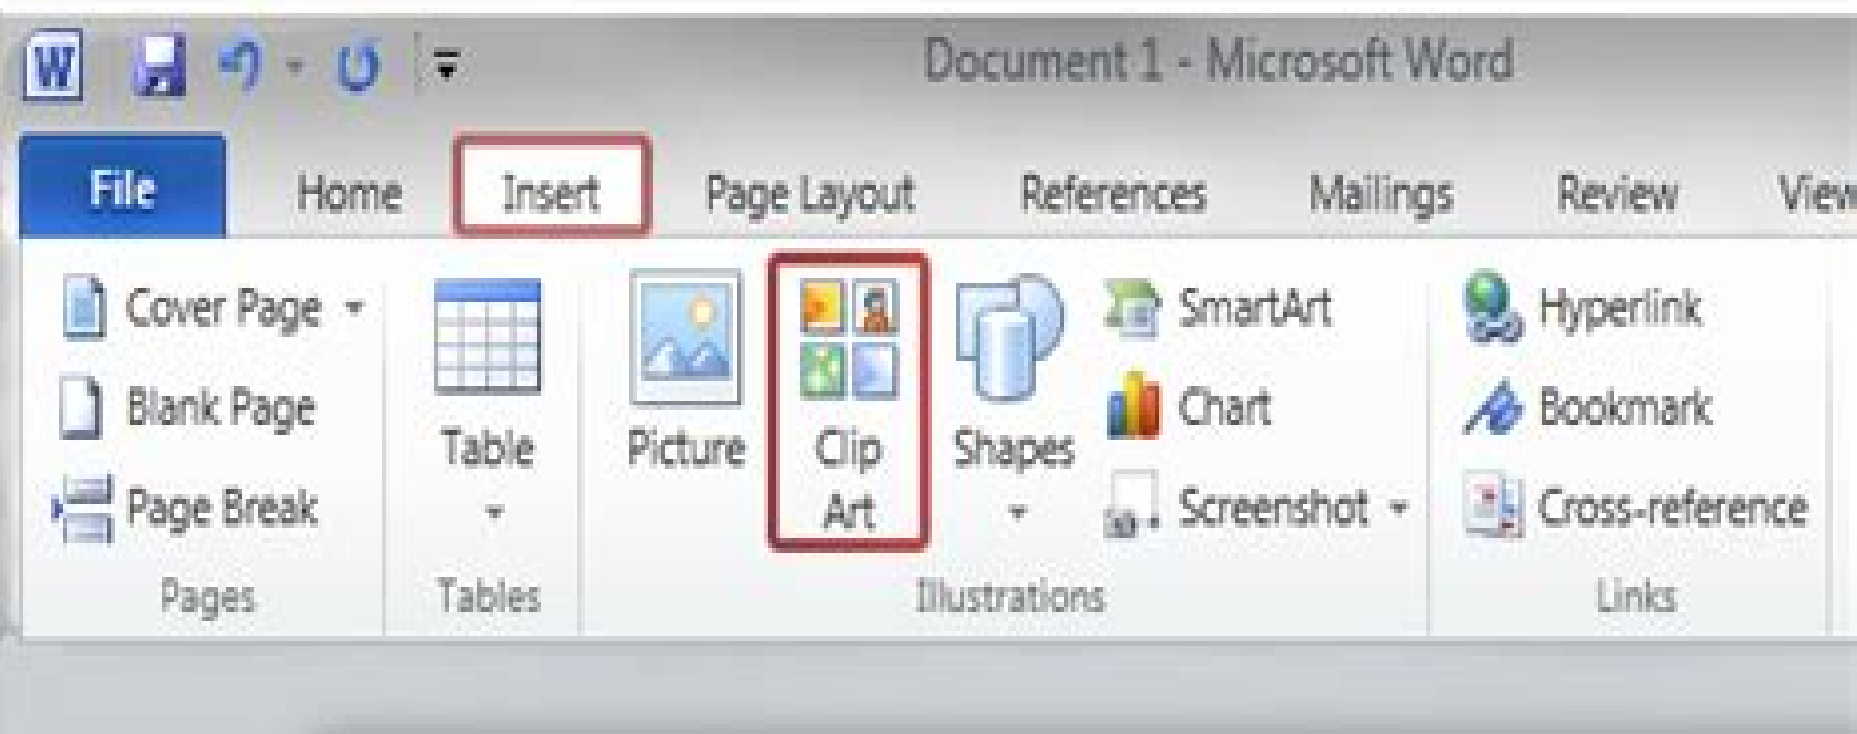 W
Document 1 - Microsoft Word
File Home Insert Page Layout References Mailings Review View
Cover Page
Blank Page
Page Break
Pages
Table
Tables
Picture
Clip
Art
Shapes
SmartArt
Chart
Screenshot
Illustrations
Hyperlink
Bookmark
Cross-reference
Links